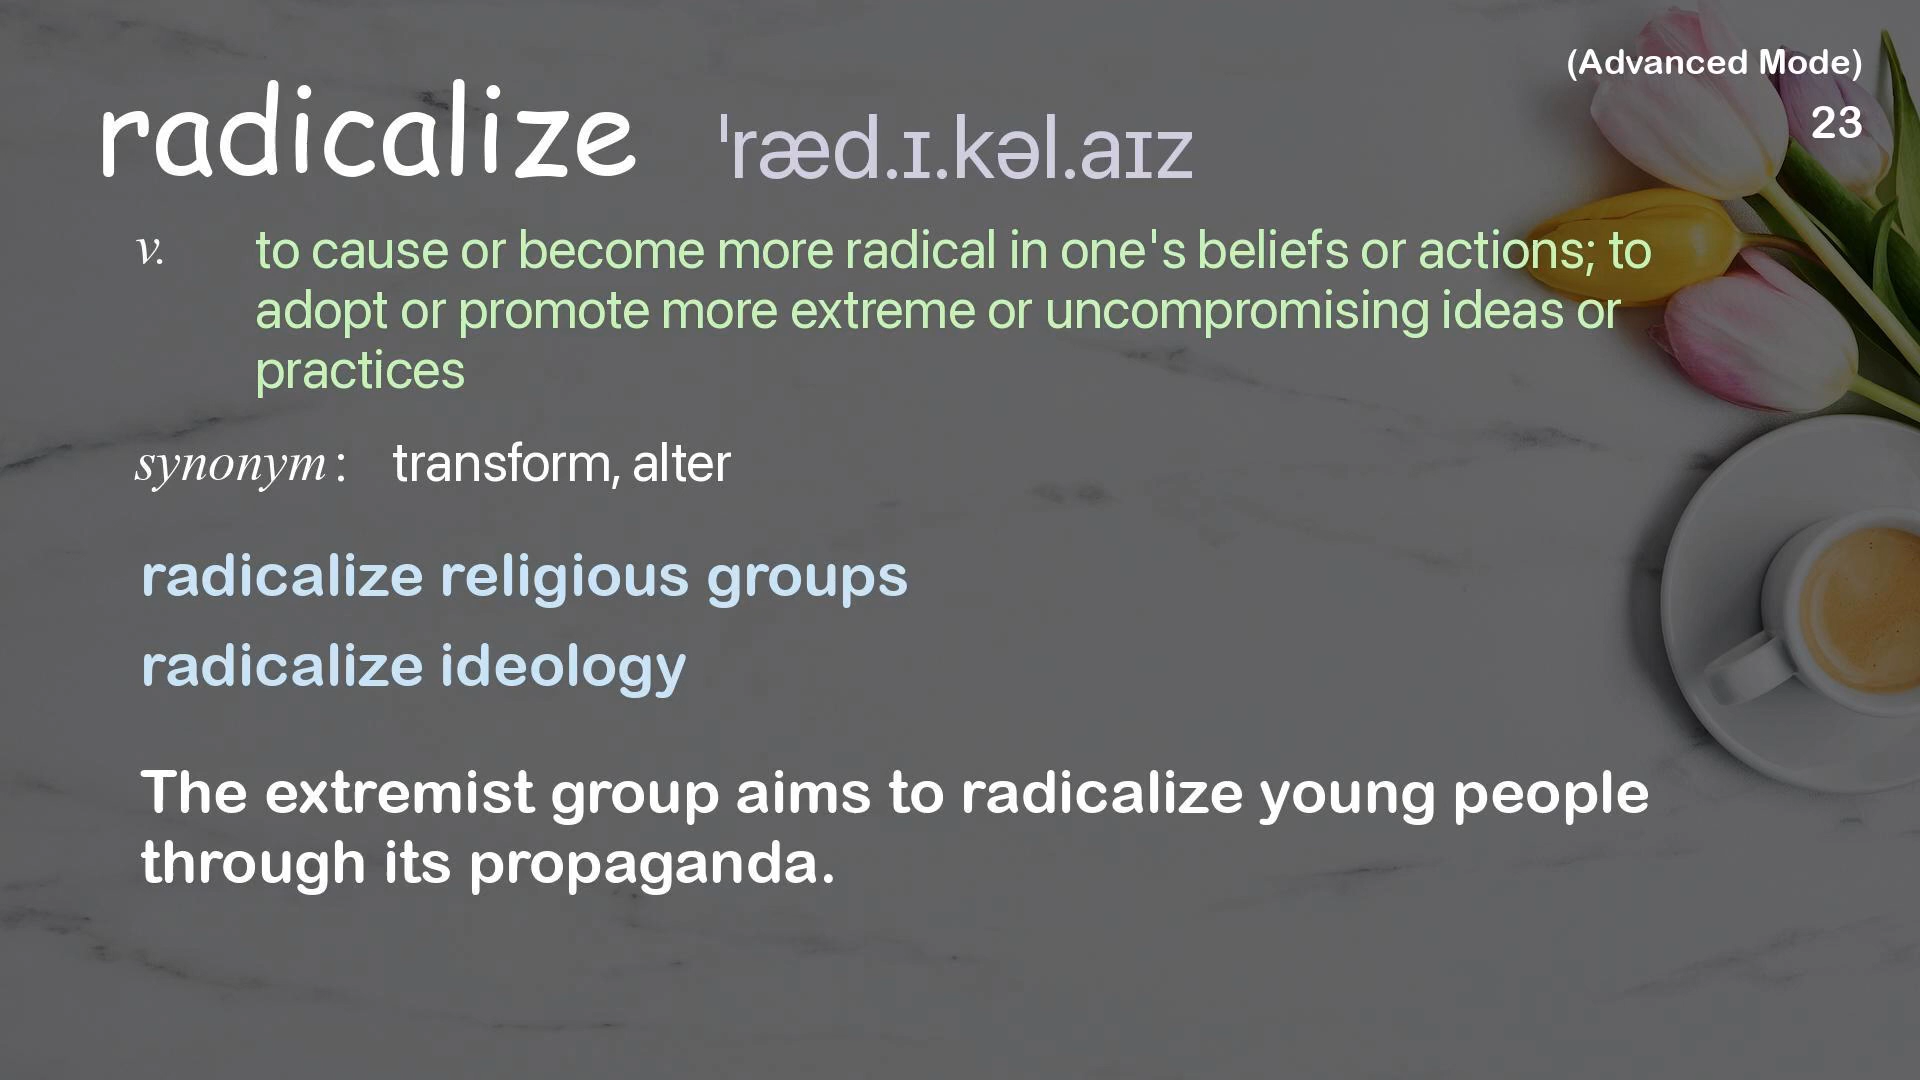 (Advanced Mode)
radicalize ˈræd.ɪ.kəl.aɪz
23
v. to cause or become more radical in one's beliefs or actions; to
adopt or promote more extreme or uncompromising ideas or
practices
synonym: transform, alter
radicalize religious groups
radicalize ideology
The extremist group aims to radicalize young people
through its propaganda.